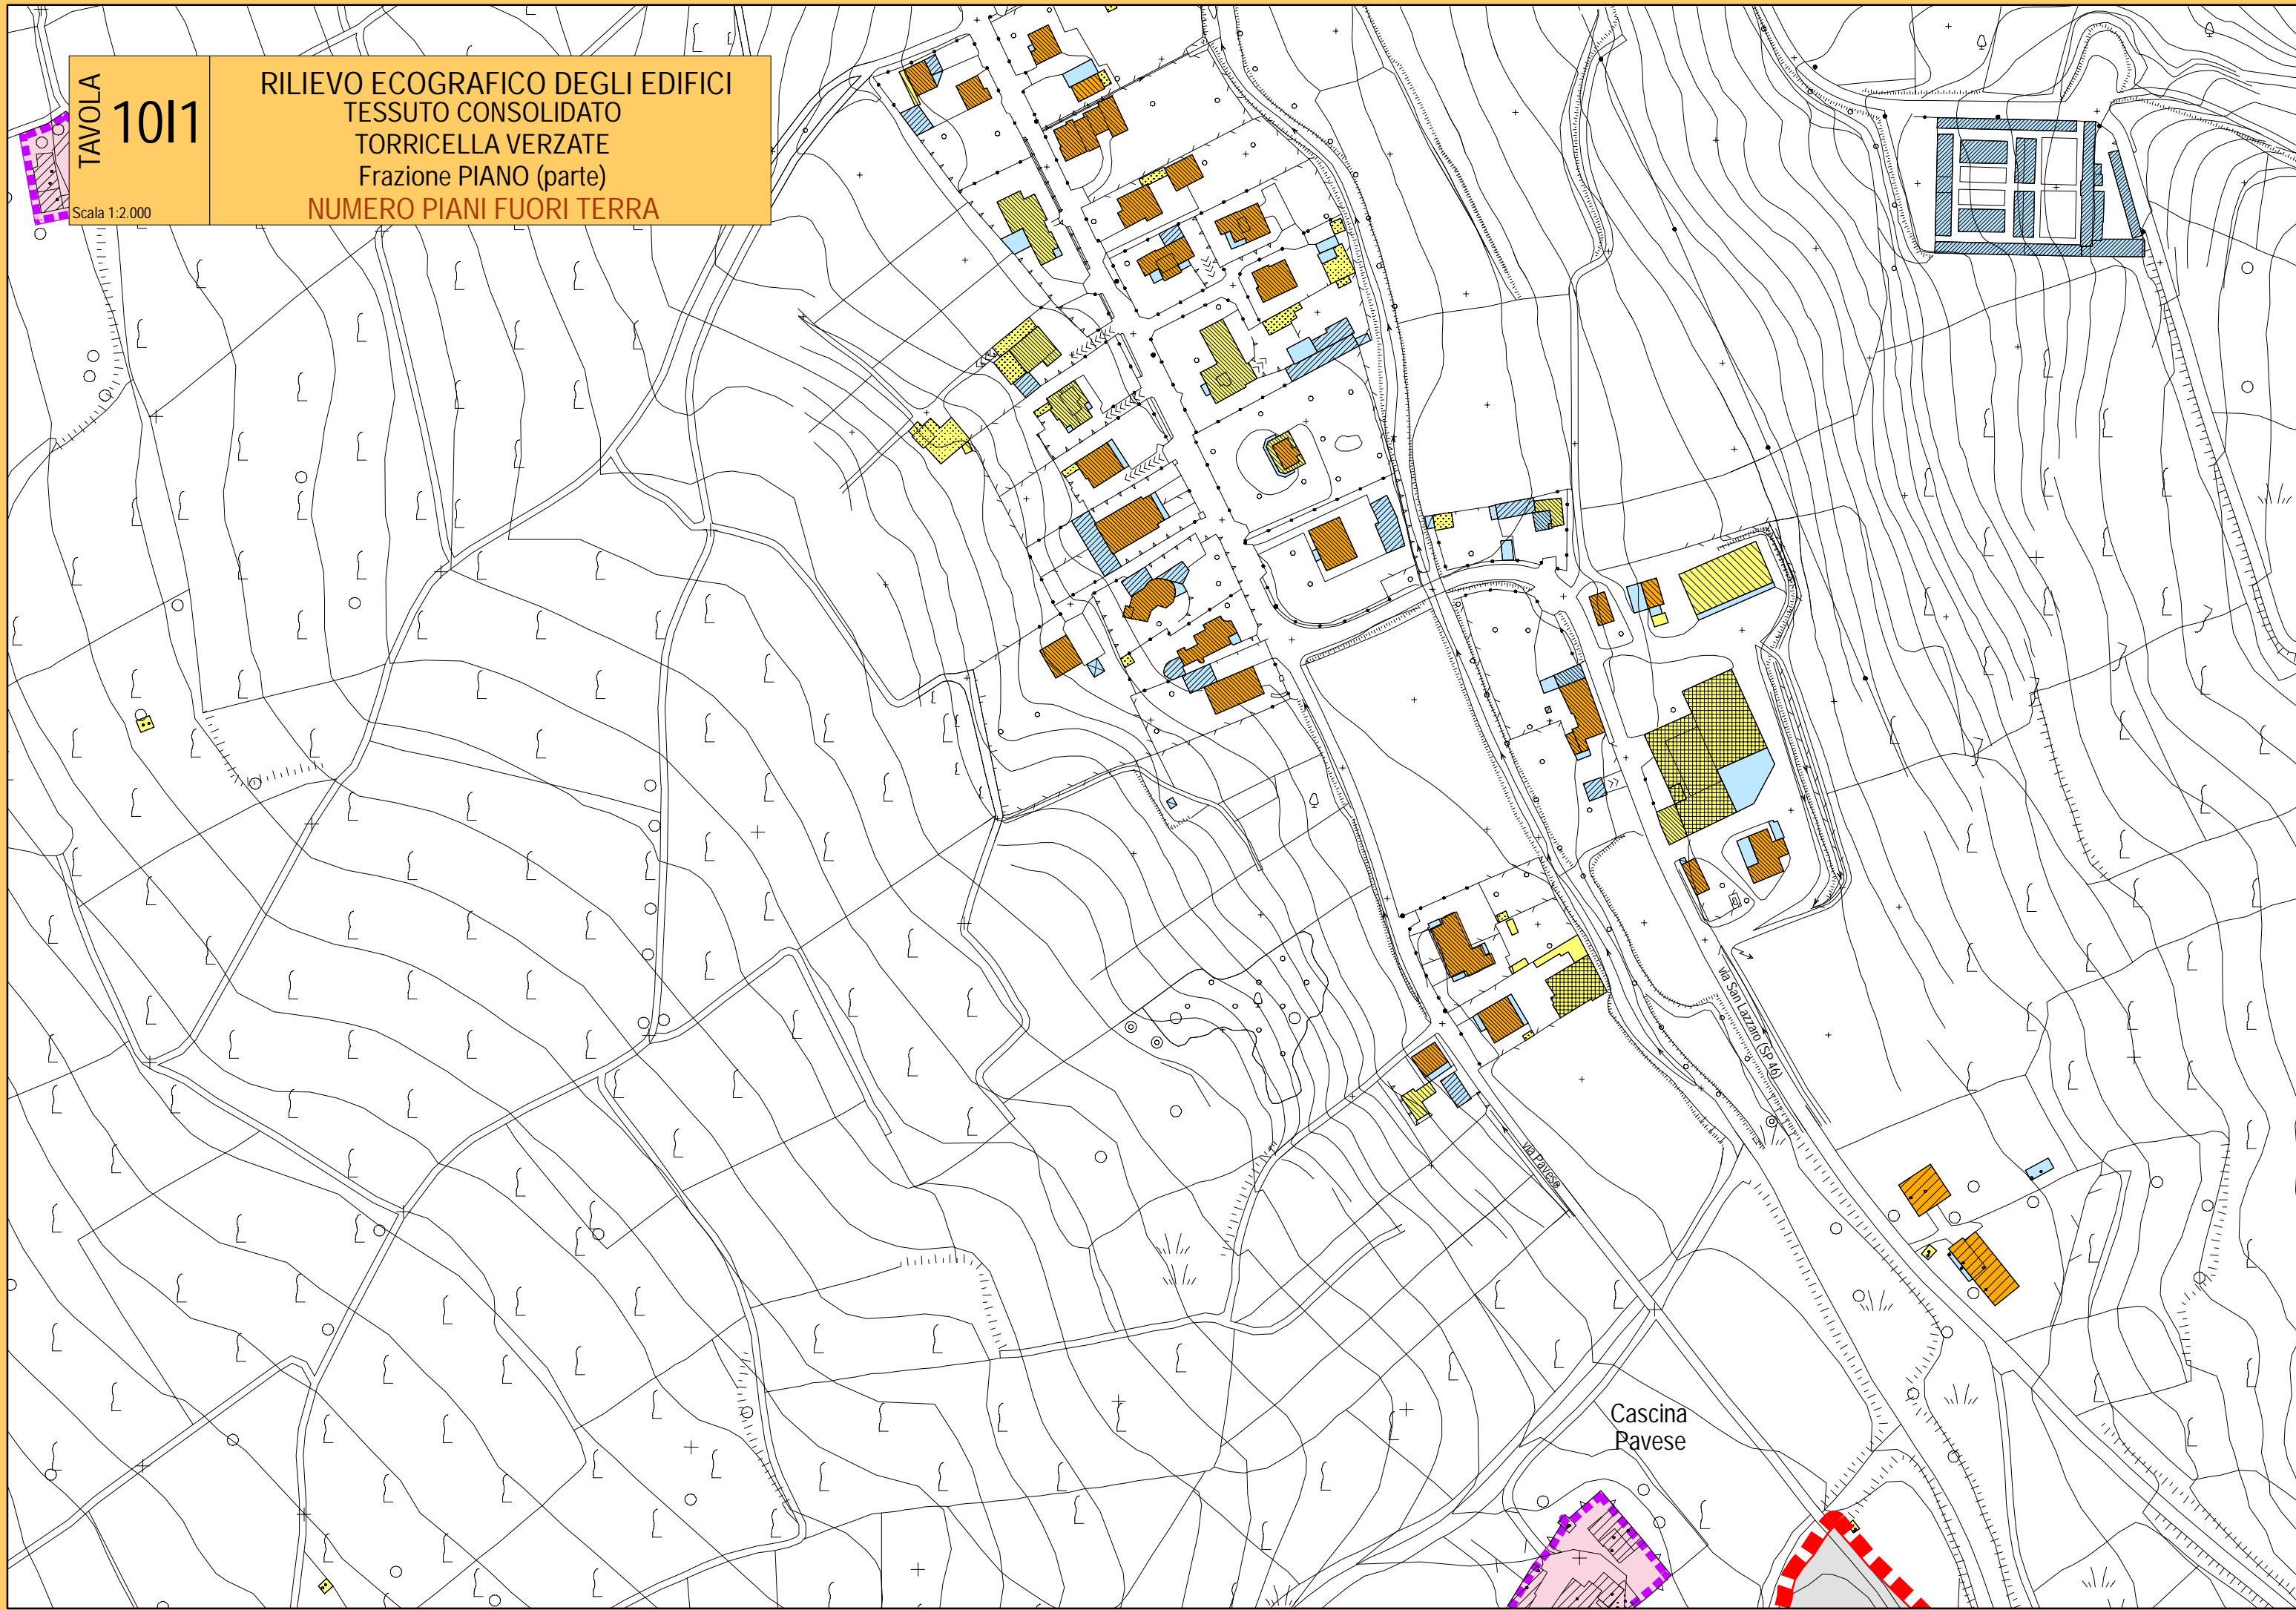 TAVOLA
10I1
Scala 1:2.000
RILIEVO ECOGRAFICO DEGLI EDIFICI
TESSUTO CONSOLIDATO
TORRICELLA VERZATE
Frazione PIANO (parte)
NUMERO PIANI FUORI TERRA
via San Lazzaro (SP 46)
via Pavese
Cascina
Pavese